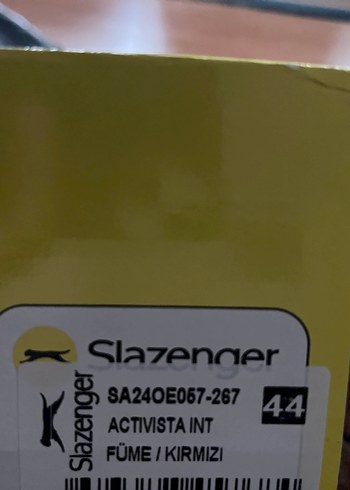 Slazenger
Slazenger
SA24OE057-267
44
ACTIVISTA INT
FÜME / KIRMIZI